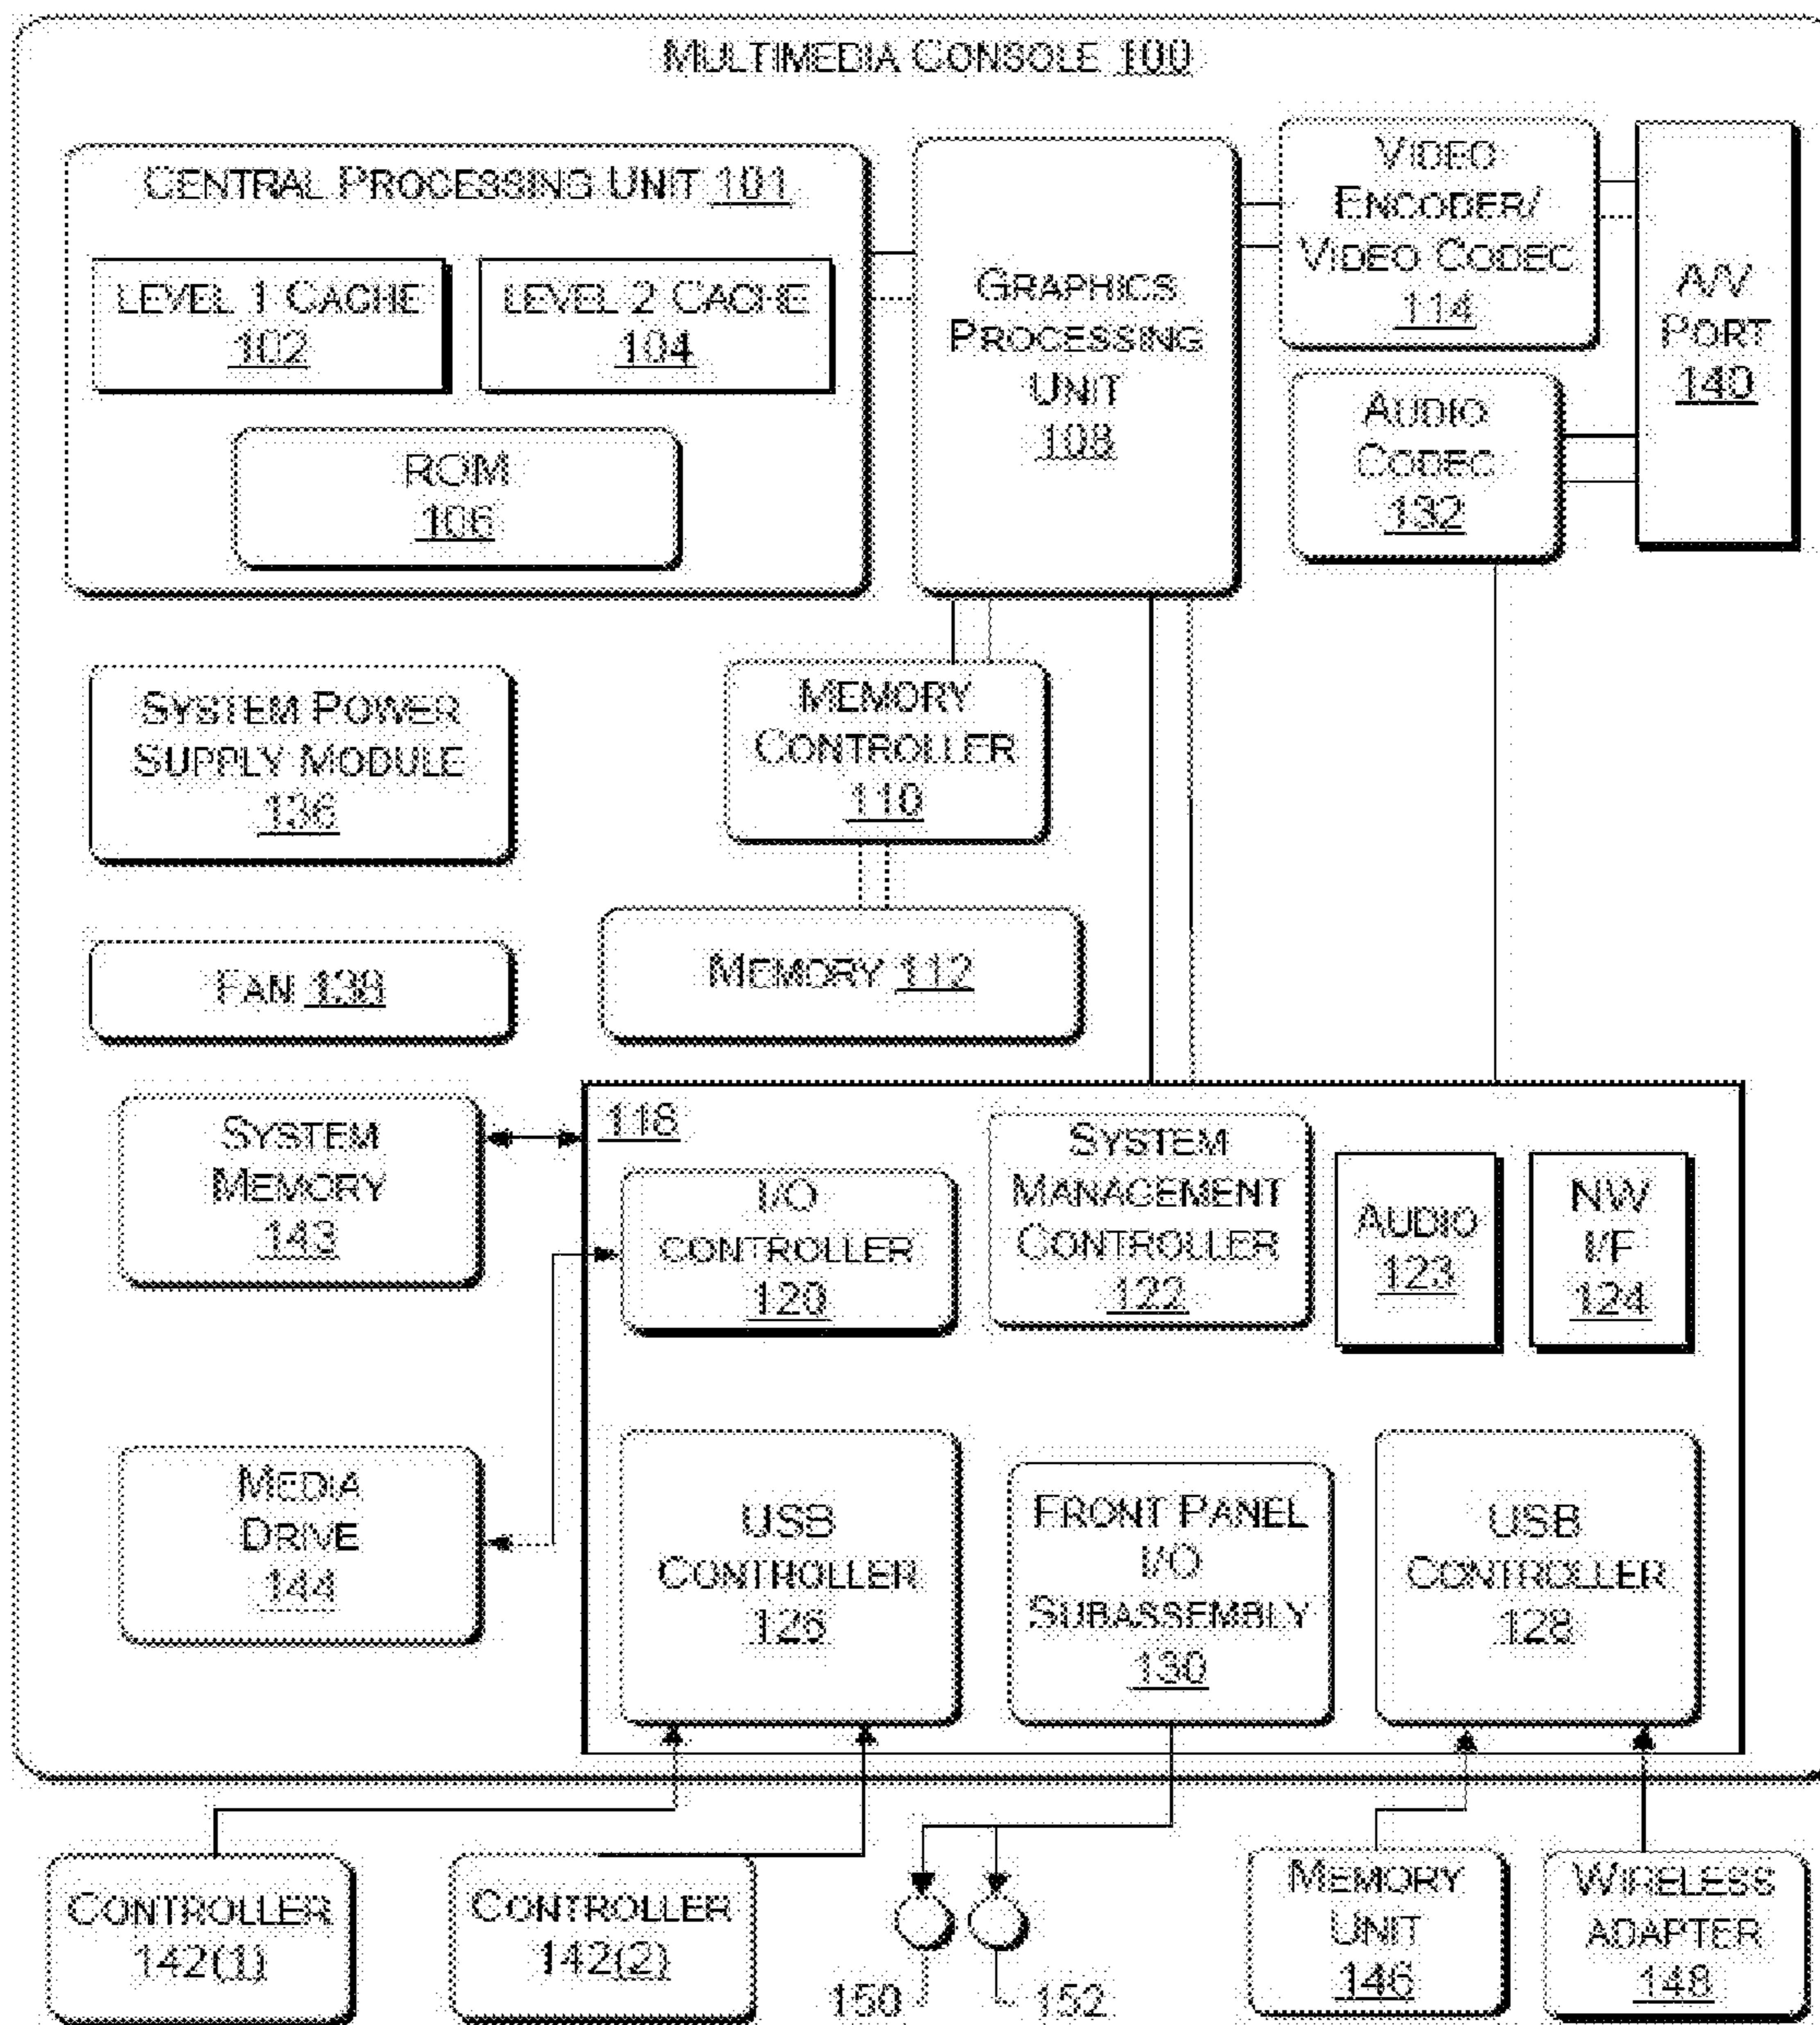 MULTIMEDIA CONSOLE 100
CENTRAL PROCESSING UNIT 101
LEVEL 1 CACHE
102
LEVEL 2 CACHE
104
ROM
106
GRAPHICS
PROCESSING
UNIT
108
VIDEO
ENCODER/
VIDEO CODEC
114
A/V
PORT
140
AUDIO
CODEC
132
SYSTEM POWER
SUPPLY MODULE
136
MEMORY
CONTROLLER
110
FAN 138
MEMORY 112
SYSTEM
MEMORY
143
118
I/O
CONTROLLER
120
SYSTEM
MANAGEMENT
CONTROLLER
122
AUDIO
123
NW
I/F
124
MEDIA
DRIVE
144
USB
CONTROLLER
126
FRONT PANEL
I/O
SUBASSEMBLY
130
USB
CONTROLLER
128
CONTROLLER
142(1)
CONTROLLER
142(2)
150
152
MEMORY
UNIT
146
WIRELESS
ADAPTER
148